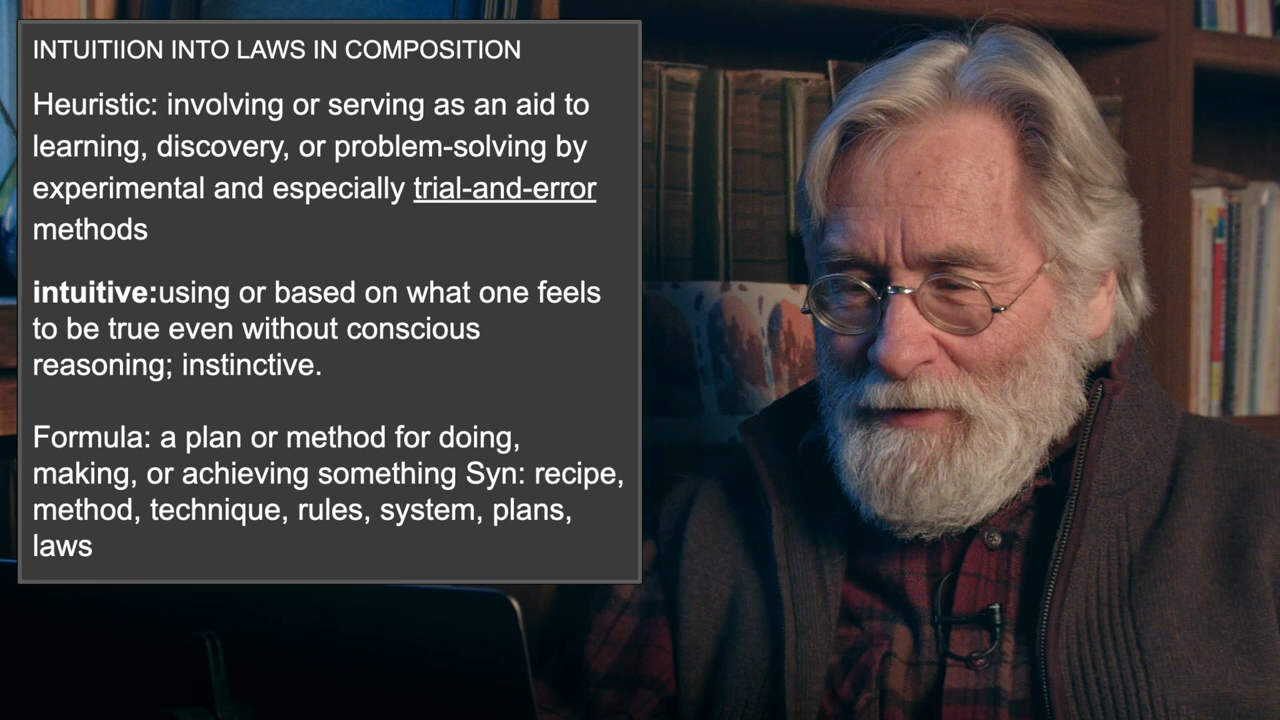 INTUITIION INTO LAWS IN COMPOSITION
Heuristic: involving or serving as an aid to
learning, discovery, or problem-solving by
experimental and especially trial-and-error
methods
intuitive:using or based on what one feels
to be true even without conscious
reasoning; instinctive.
Formula: a plan or method for doing,
making, or achieving something Syn: recipe,
method, technique, rules, system, plans,
laws